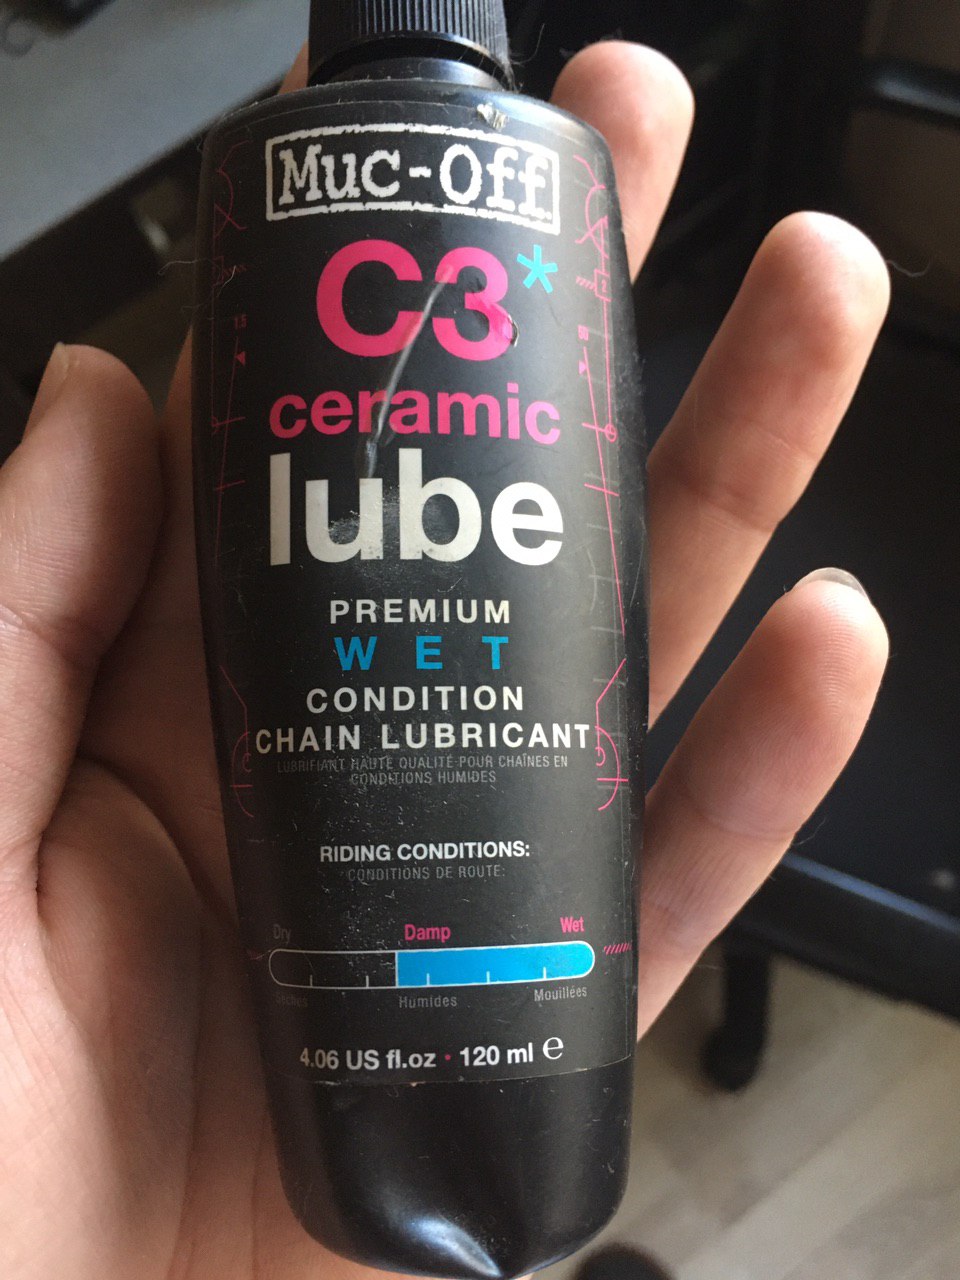 Muc-Off
C3*
ceramic
lube
PREMIUM
WET
CONDITION
CHAIN LUBRICANT
LUBRIFIANT HAUTE QUALITÉ POUR CHAÎNES EN
CONDITIONS HUMIDES
RIDING CONDITIONS:
CONDITIONS DE ROUTE:
Dry Damp Wet
Humides Mouillées
4.06 US fl.oz · 120 ml ℮